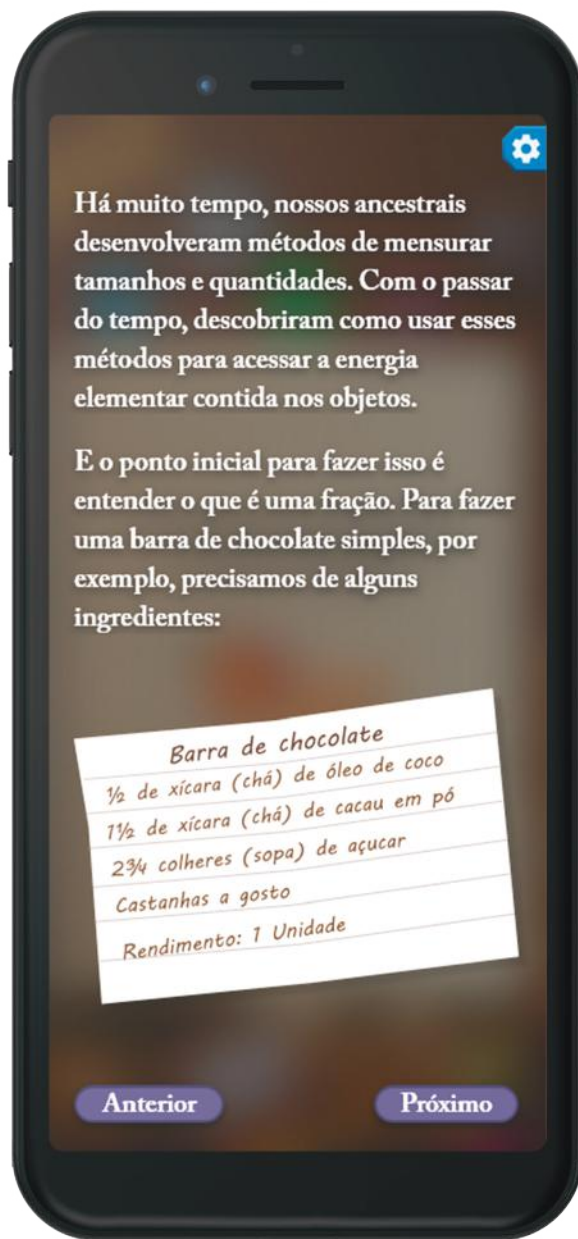 Há muito tempo, nossos ancestrais
desenvolveram métodos de mensurar
tamanhos e quantidades. Com o passar
do tempo, descobriram como usar esses
métodos para acessar a energia
elementar contida nos objetos.
E o ponto inicial para fazer isso é
entender o que é uma fração. Para fazer
uma barra de chocolate simples, por
exemplo, precisamos de alguns
ingredientes:
Barra de chocolate
½ de xícara (chá) de óleo de coco
1½ de xícara (chá) de cacau em pó
2¾ colheres (sopa) de açucar
Castanhas a gosto
Rendimento: 1 Unidade
Anterior
Próximo